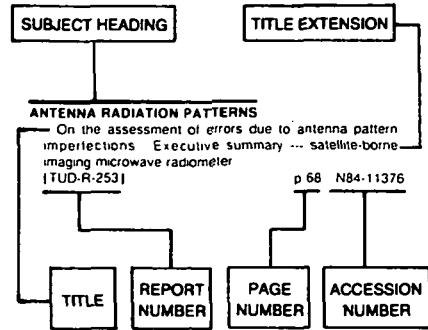 SUBJECT HEADING
TITLE EXTENSION
ANTENNA RADIATION PATTERNS
On the assessment of errors due to antenna pattern
imperfections Executive summary --- satellite-borne
imaging microwave radiometer
[TUD-R-253] p 68 N84-11376
TITLE
REPORT
NUMBER
PAGE
NUMBER
ACCESSION
NUMBER